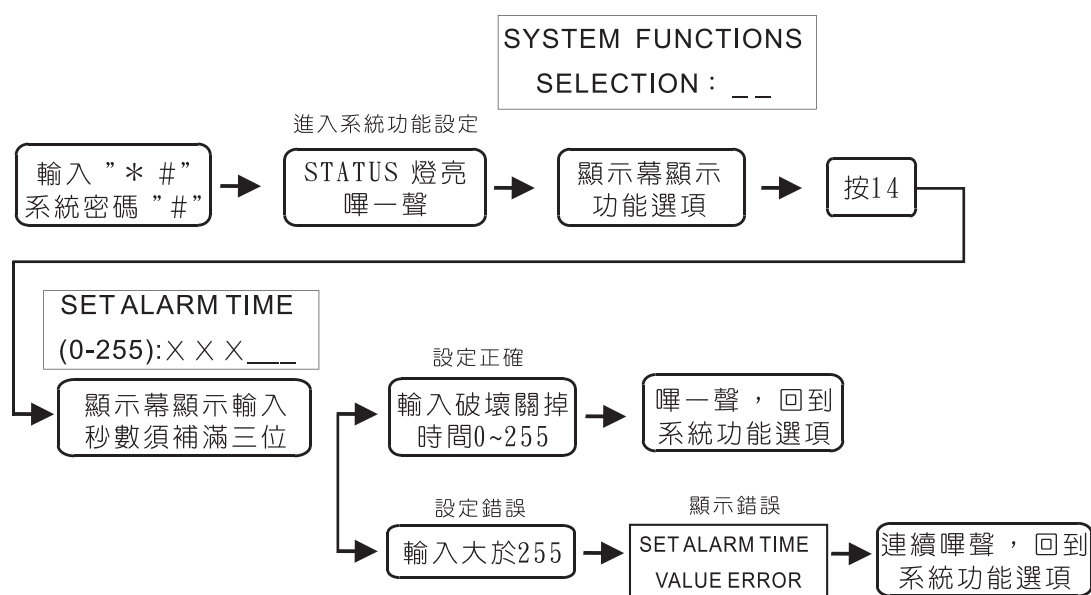 SYSTEM FUNCTIONS
SELECTION： _ _
進入系統功能設定
輸入 ”＊ #”
系統密碼 ”#”
STATUS 燈亮
嗶一聲
顯示幕顯示
功能選項
按14
SET ALARM TIME
(0-255):X X X___
顯示幕顯示輸入
秒數須補滿三位
設定正確
輸入破壞關掉
時間0~255
嗶一聲，回到
系統功能選項
設定錯誤
輸入大於255
顯示錯誤
SET ALARM TIME
VALUE ERROR
連續嗶聲，回到
系統功能選項